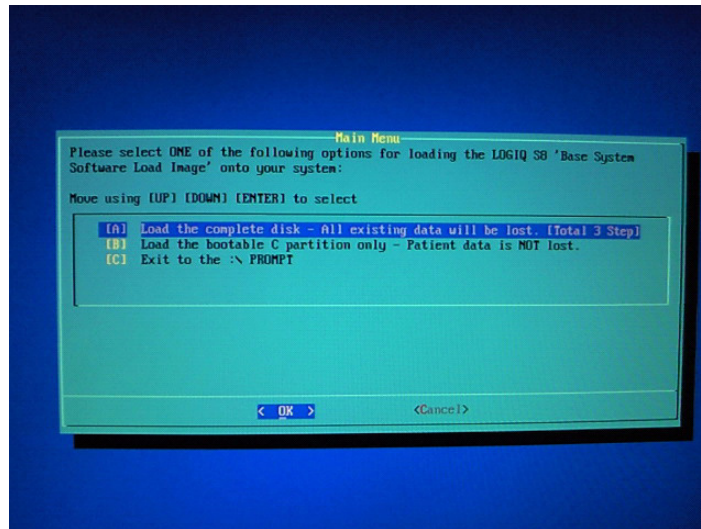 Main Menu
Please select ONE of the following options for loading the LOGIQ S8 'Base System
Software Load Image' onto your system:
Move using [UP] [DOWN] [ENTER] to select
[A] Load the complete disk - All existing data will be lost. [Total 3 Step]
[B] Load the bootable C partition only - Patient data is NOT lost.
[C] Exit to the :\ PROMPT
< OK > <Cancel>